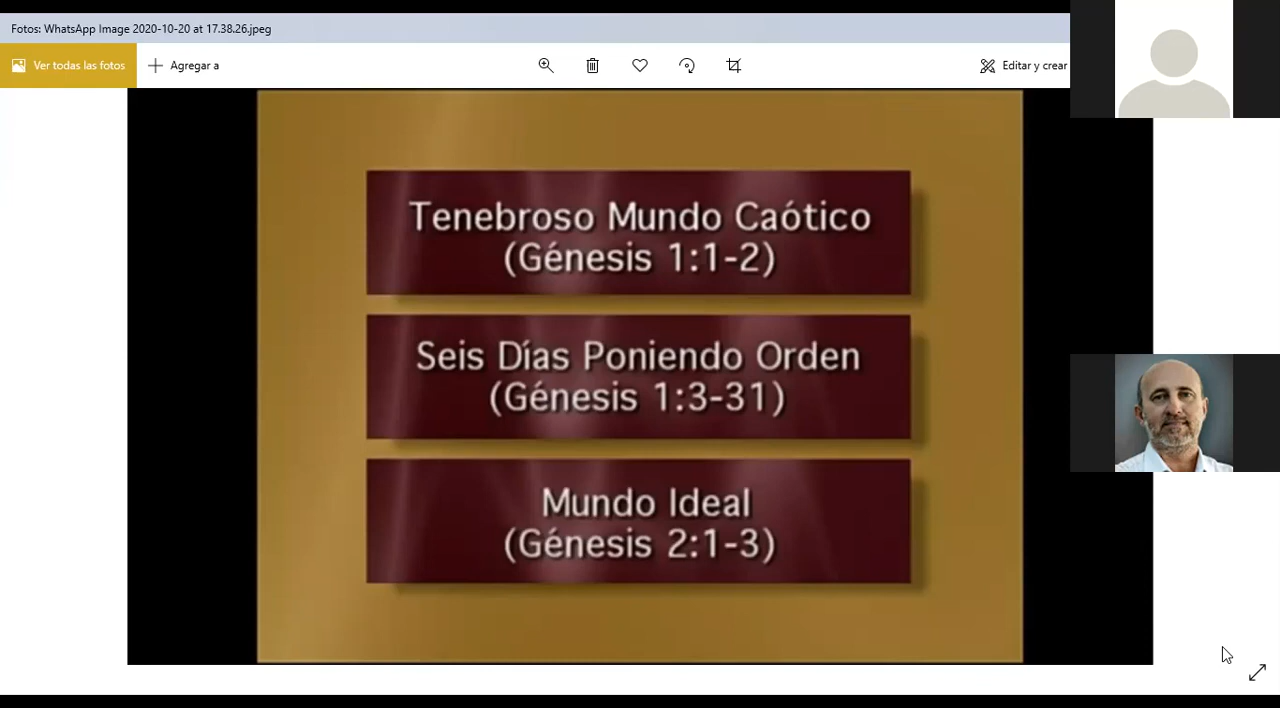 Fotos: WhatsApp Image 2020-10-20 at 17.38.26.jpeg
Ver todas las fotos
Agregar a
Editar y crear
Tenebroso Mundo Caótico
(Génesis 1:1-2)
Seis Días Poniendo Orden
(Génesis 1:3-31)
Mundo Ideal
(Génesis 2:1-3)